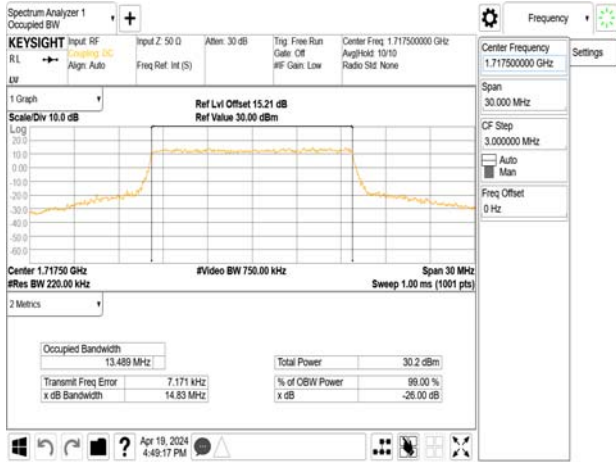 Spectrum Analyzer 1
Occupied BW
Frequency
KEYSIGHT
Input: RF
Coupling: DC
Align: Auto
Input Z: 50 Ω
Freq Ref: Int (S)
Atten: 30 dB
Trig: Free Run
Gate: Off
#IF Gain: Low
Center Freq: 1.717500000 GHz
Avg|Hold: 10/10
Radio Std: None
RL
Center Frequency
1.717500000 GHz
Settings
Span
30.000 MHz
CF Step
3.000000 MHz
Auto
Man
Freq Offset
0 Hz
1 Graph
Scale/Div 10.0 dB
Ref Lvl Offset 15.21 dB
Ref Value 30.00 dBm
Log
20.0
10.0
0.00
-10.0
-20.0
-30.0
-40.0
-50.0
-60.0
Center 1.71750 GHz
#Res BW 220.00 kHz
#Video BW 750.00 kHz
Span 30 MHz
Sweep 1.00 ms (1001 pts)
2 Metrics
Occupied Bandwidth
13.489 MHz
Transmit Freq Error 7.171 kHz
x dB Bandwidth 14.83 MHz
Total Power 30.2 dBm
% of OBW Power 99.00 %
x dB -26.00 dB
Apr 19, 2024
4:49:17 PM